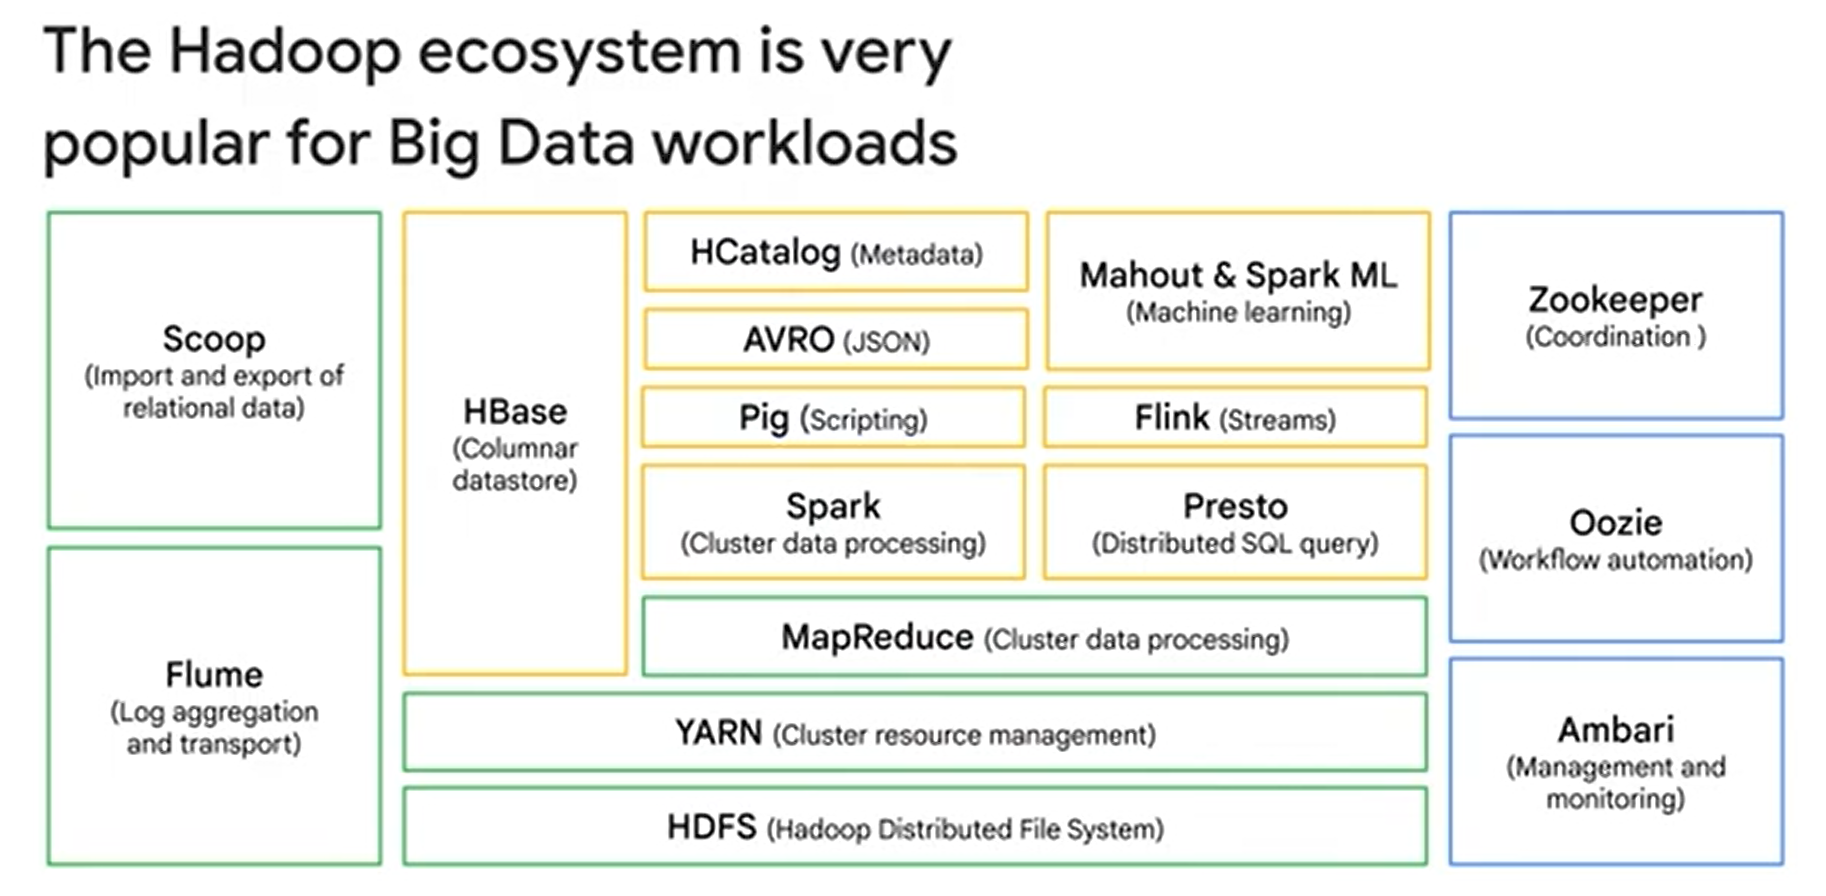 The Hadoop ecosystem is very
popular for Big Data workloads
Scoop
(Import and export of
relational data)
Flume
(Log aggregation
and transport)
HBase
(Columnar
datastore)
HCatalog (Metadata)
AVRO (JSON)
Pig (Scripting)
Spark
(Cluster data processing)
Mahout & Spark ML
(Machine learning)
Flink (Streams)
Presto
(Distributed SQL query)
MapReduce (Cluster data processing)
YARN (Cluster resource management)
HDFS (Hadoop Distributed File System)
Zookeeper
(Coordination )
Oozie
(Workflow automation)
Ambari
(Management and
monitoring)